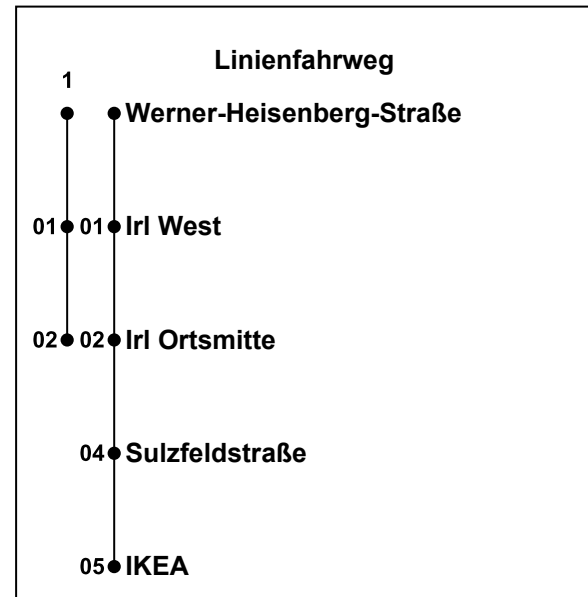 Linienfahrweg
1
Werner-Heisenberg-Straße
01 01 Irl West
02 02 Irl Ortsmitte
04 Sulzfeldstraße
05 IKEA